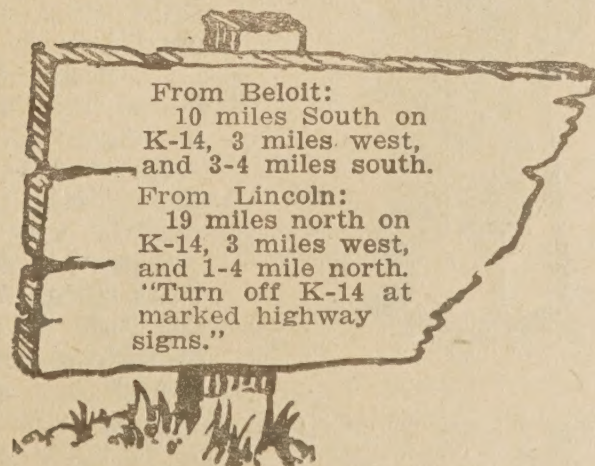 From Beloit:
10 miles South on
K-14, 3 miles west,
and 3-4 miles south.
From Lincoln:
19 miles north on
K-14, 3 miles west,
and 1-4 mile north.
"Turn off K-14 at
marked highway
signs."